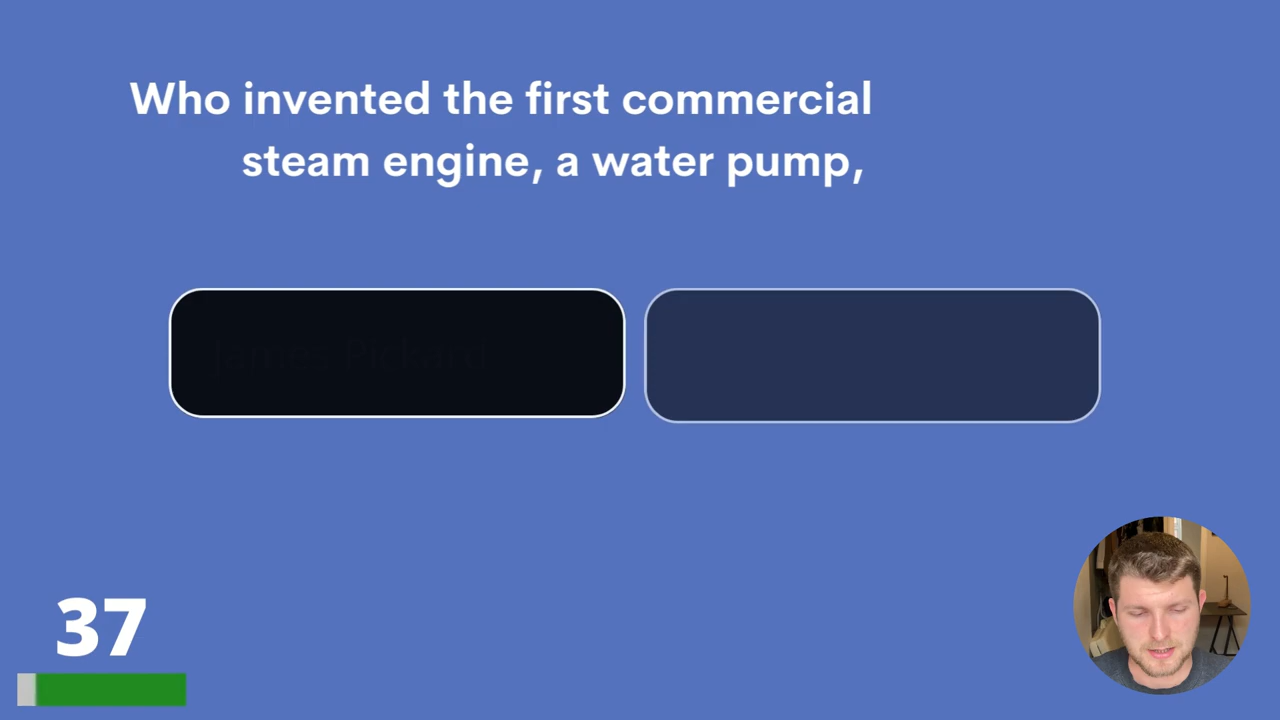 Who invented the first commercial
steam engine, a water pump,
James Pickard
37